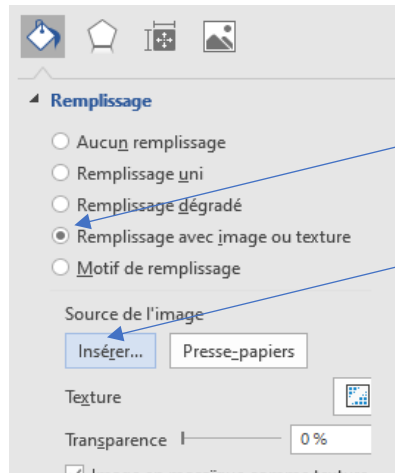 Remplissage
Aucun remplissage
Remplissage uni
Remplissage dégradé
Remplissage avec image ou texture
Motif de remplissage
Source de l'image
Insérer...
Presse-papiers
Texture
Transparence
0 %